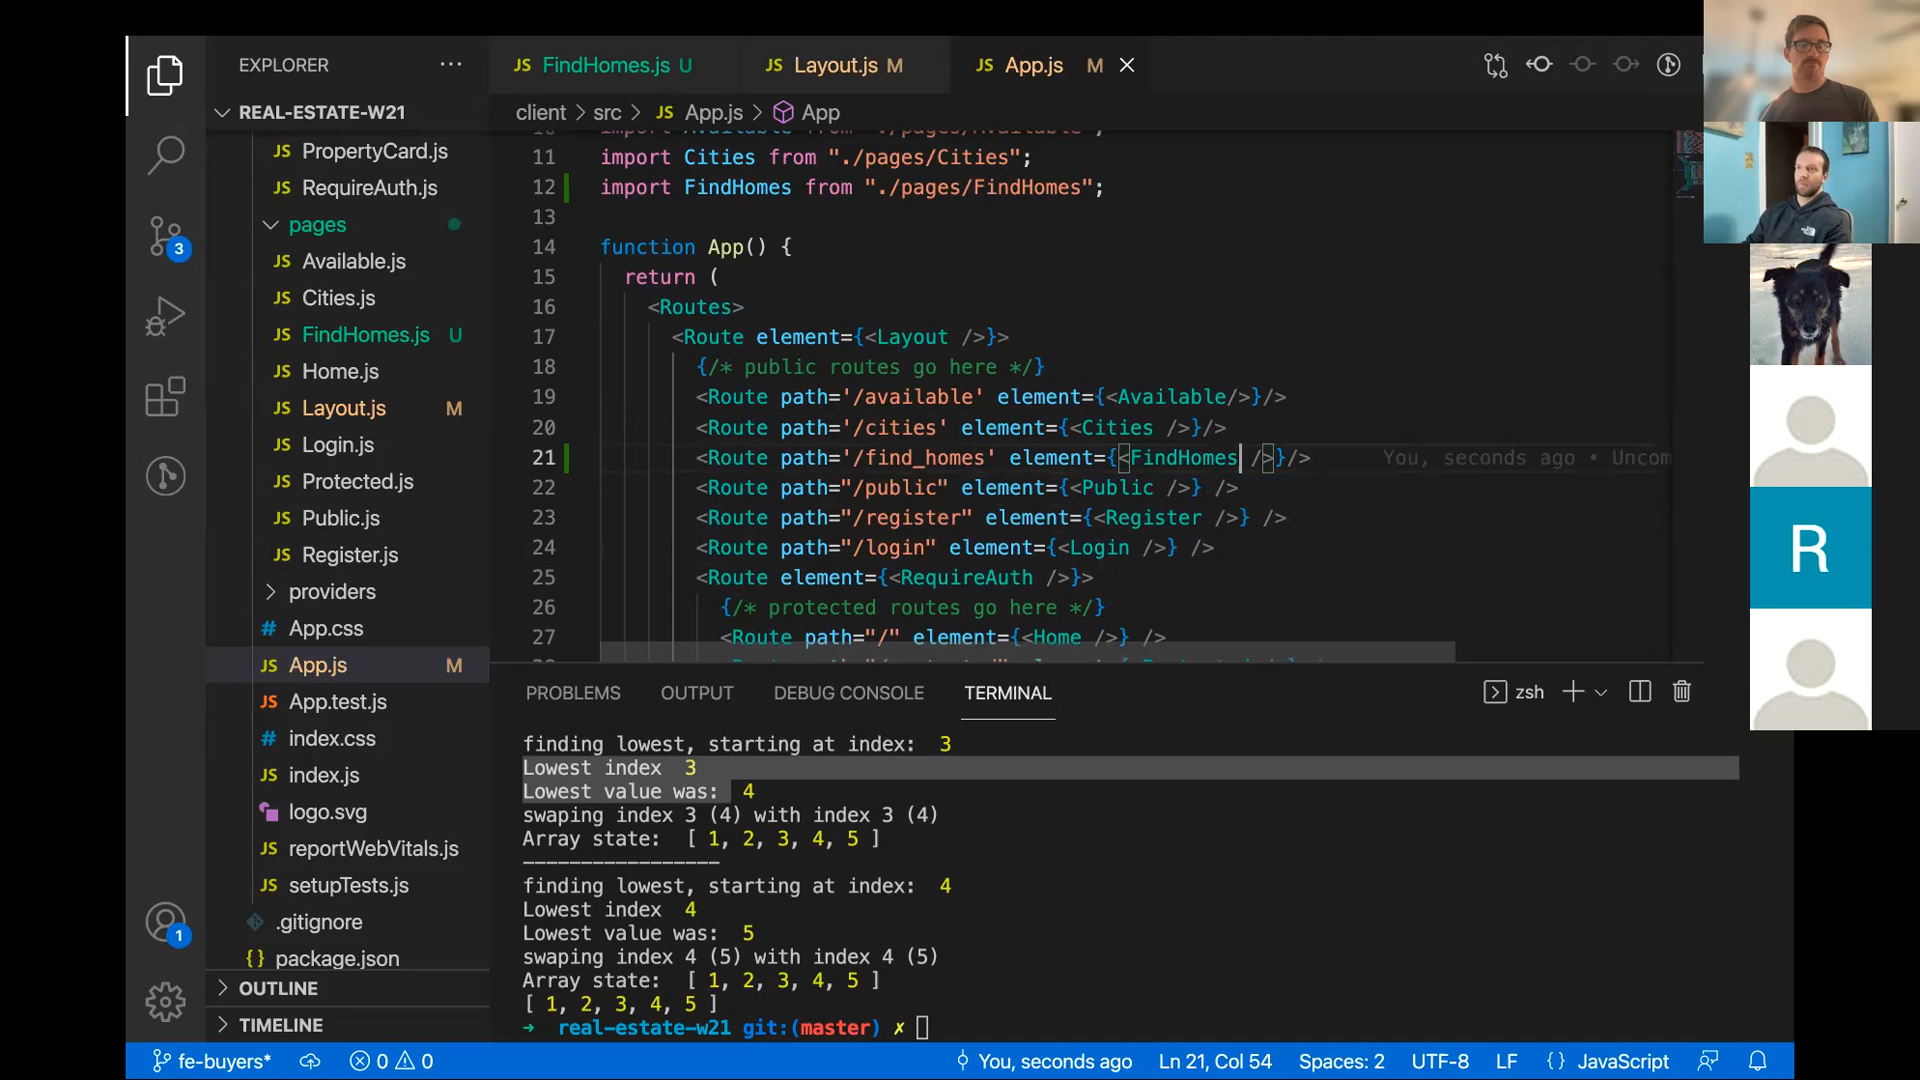 EXPLORER
REAL-ESTATE-W21
JS PropertyCard.js
JS RequireAuth.js
pages
JS Available.js
JS Cities.js
JS FindHomes.js U
JS Home.js
JS Layout.js M
JS Login.js
JS Protected.js
JS Public.js
JS Register.js
providers
# App.css
JS App.js M
JS App.test.js
# index.css
JS index.js
logo.svg
JS reportWebVitals.js
JS setupTests.js
.gitignore
{} package.json
OUTLINE
TIMELINE
3
1
JS FindHomes.js U
JS Layout.js M
JS App.js M
client > src > JS App.js > App
10 import Available from "./pages/Available";
11 import Cities from "./pages/Cities";
12 import FindHomes from "./pages/FindHomes";
13
14 function App() {
15 return (
16 <Routes>
17 <Route element={<Layout />}>
18 {/* public routes go here */}
19 <Route path='/available' element={<Available/>}/>
20 <Route path='/cities' element={<Cities />}/>
21 <Route path='/find_homes' element={<FindHomes />}/> You, seconds ago • Uncom
22 <Route path="/public" element={<Public />} />
23 <Route path="/register" element={<Register />} />
24 <Route path="/login" element={<Login />} />
25 <Route element={<RequireAuth />}>
26 {/* protected routes go here */}
27 <Route path="/" element={<Home />} />
PROBLEMS OUTPUT DEBUG CONSOLE TERMINAL
zsh
finding lowest, starting at index: 3
Lowest index 3
Lowest value was: 4
swaping index 3 (4) with index 3 (4)
Array state: [ 1, 2, 3, 4, 5 ]
-----------------
finding lowest, starting at index: 4
Lowest index 4
Lowest value was: 5
swaping index 4 (5) with index 4 (5)
Array state: [ 1, 2, 3, 4, 5 ]
[ 1, 2, 3, 4, 5 ]
→ real-estate-w21 git:(master) ✗
fe-buyers* 0 0 You, seconds ago Ln 21, Col 54 Spaces: 2 UTF-8 LF {} JavaScript
R